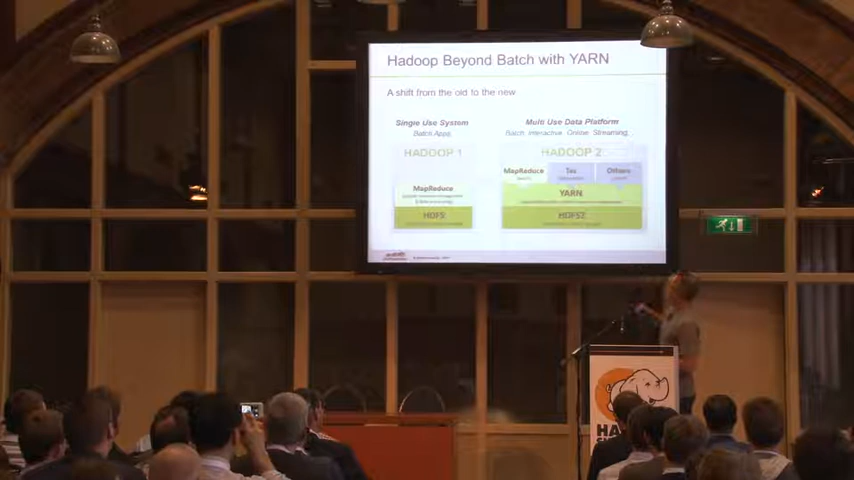 Hadoop Beyond Batch with YARN
A shift from the old to the new
Single Use System
Batch Apps
Multi Use Data Platform
Batch, Interactive, Online, Streaming, …
HADOOP 1
HADOOP 2
MapReduce
Tez
Others
MapReduce
YARN
HDFS
HDFS2
HA